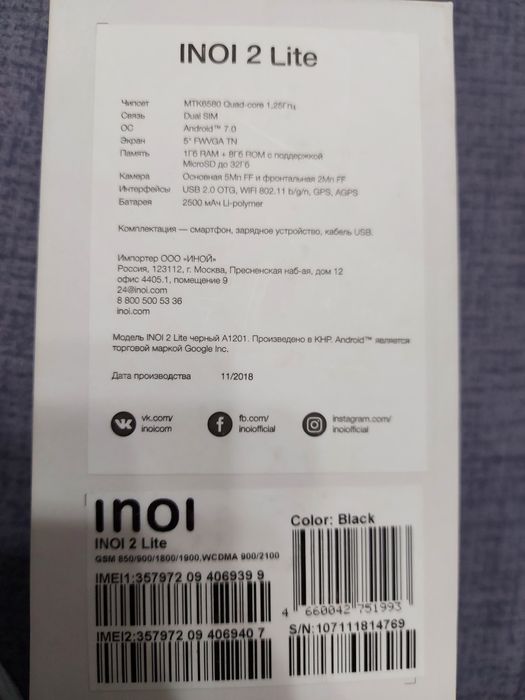 INOI 2 Lite
Чипсет MTK6580 Quad-core 1,25Ггц
Связь Dual SIM
ОС Android™ 7.0
Экран 5" FWVGA TN
Память 1Гб RAM + 8Гб ROM с поддержкой
MicroSD до 32Гб
Камера Основная 5Мп FF и фронтальная 2Мп FF
Интерфейсы USB 2.0 OTG, WIFI 802.11 b/g/n, GPS, AGPS
Батарея 2500 мАч Li-polymer
Комплектация — смартфон, зарядное устройство, кабель USB.
Импортер ООО «ИНОЙ»
Россия, 123112, г. Москва, Пресненская наб-ая, дом 12
офис 4405.1, помещение 9
24@inoi.com
8 800 500 53 36
inoi.com
Модель INOI 2 Lite черный A1201. Произведено в КНР. Android™ является
торговой маркой Google Inc.
Дата производства 11/2018
vk.com/
inoicom
fb.com/
inoiofficial
instagram.com/
inoiofficial
INOI
INOI 2 Lite
GSM 850/900/1800/1900,WCDMA 900/2100
Color: Black
IMEI1:357972 09 406939 9
4 660042 751993
IMEI2:357972 09 406940 7
S/N:107111814769